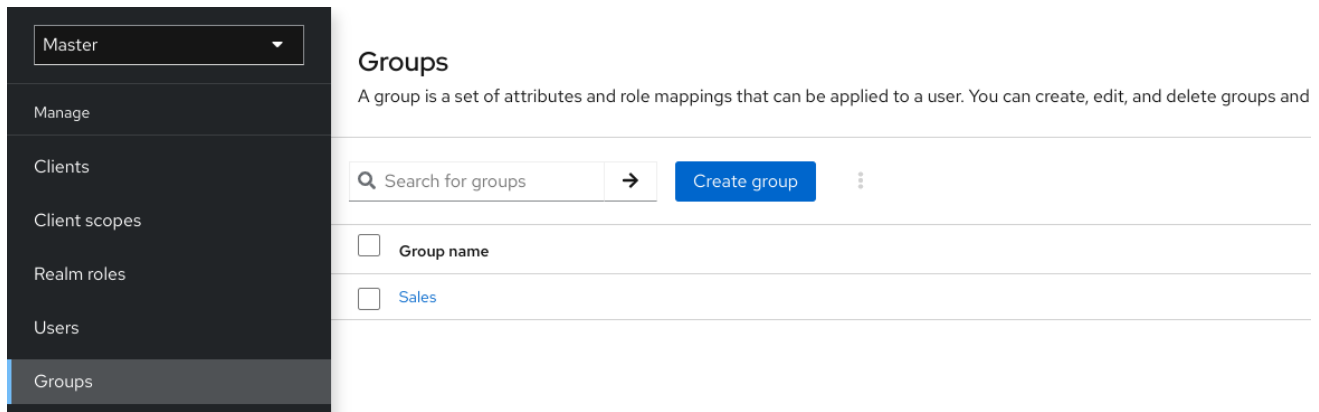 Master
Manage
Clients
Client scopes
Realm roles
Users
Groups
Groups
A group is a set of attributes and role mappings that can be applied to a user. You can create, edit, and delete groups and
Search for groups
Create group
Group name
Sales